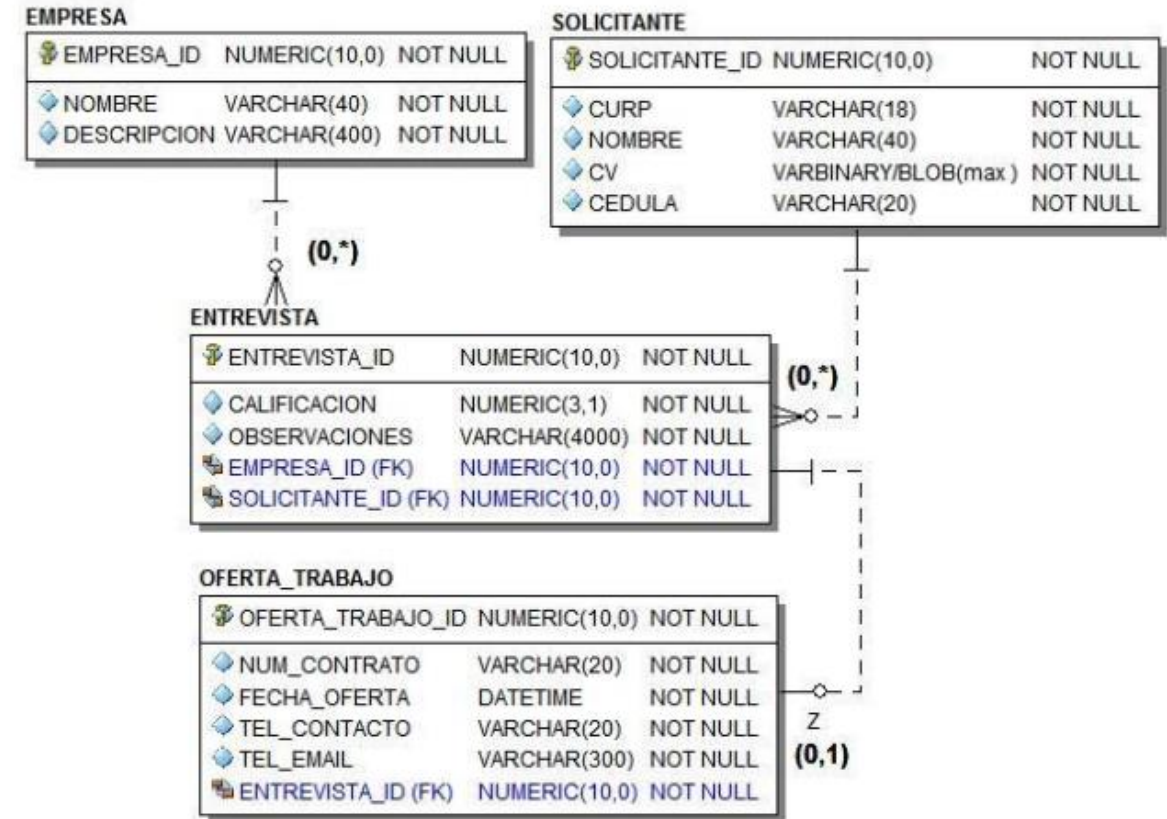 EMPRESA
EMPRESA_ID NUMERIC(10,0) NOT NULL
NOMBRE VARCHAR(40) NOT NULL
DESCRIPCION VARCHAR(400) NOT NULL
SOLICITANTE
SOLICITANTE_ID NUMERIC(10,0) NOT NULL
CURP VARCHAR(18) NOT NULL
NOMBRE VARCHAR(40) NOT NULL
CV VARBINARY/BLOB(max) NOT NULL
CEDULA VARCHAR(20) NOT NULL
(0,*)
ENTREVISTA
ENTREVISTA_ID NUMERIC(10,0) NOT NULL
CALIFICACION NUMERIC(3,1) NOT NULL
OBSERVACIONES VARCHAR(4000) NOT NULL
EMPRESA_ID (FK) NUMERIC(10,0) NOT NULL
SOLICITANTE_ID (FK) NUMERIC(10,0) NOT NULL
(0,*)
OFERTA_TRABAJO
OFERTA_TRABAJO_ID NUMERIC(10,0) NOT NULL
NUM_CONTRATO VARCHAR(20) NOT NULL
FECHA_OFERTA DATETIME NOT NULL
TEL_CONTACTO VARCHAR(20) NOT NULL
TEL_EMAIL VARCHAR(300) NOT NULL
ENTREVISTA_ID (FK) NUMERIC(10,0) NOT NULL
Z
(0,1)